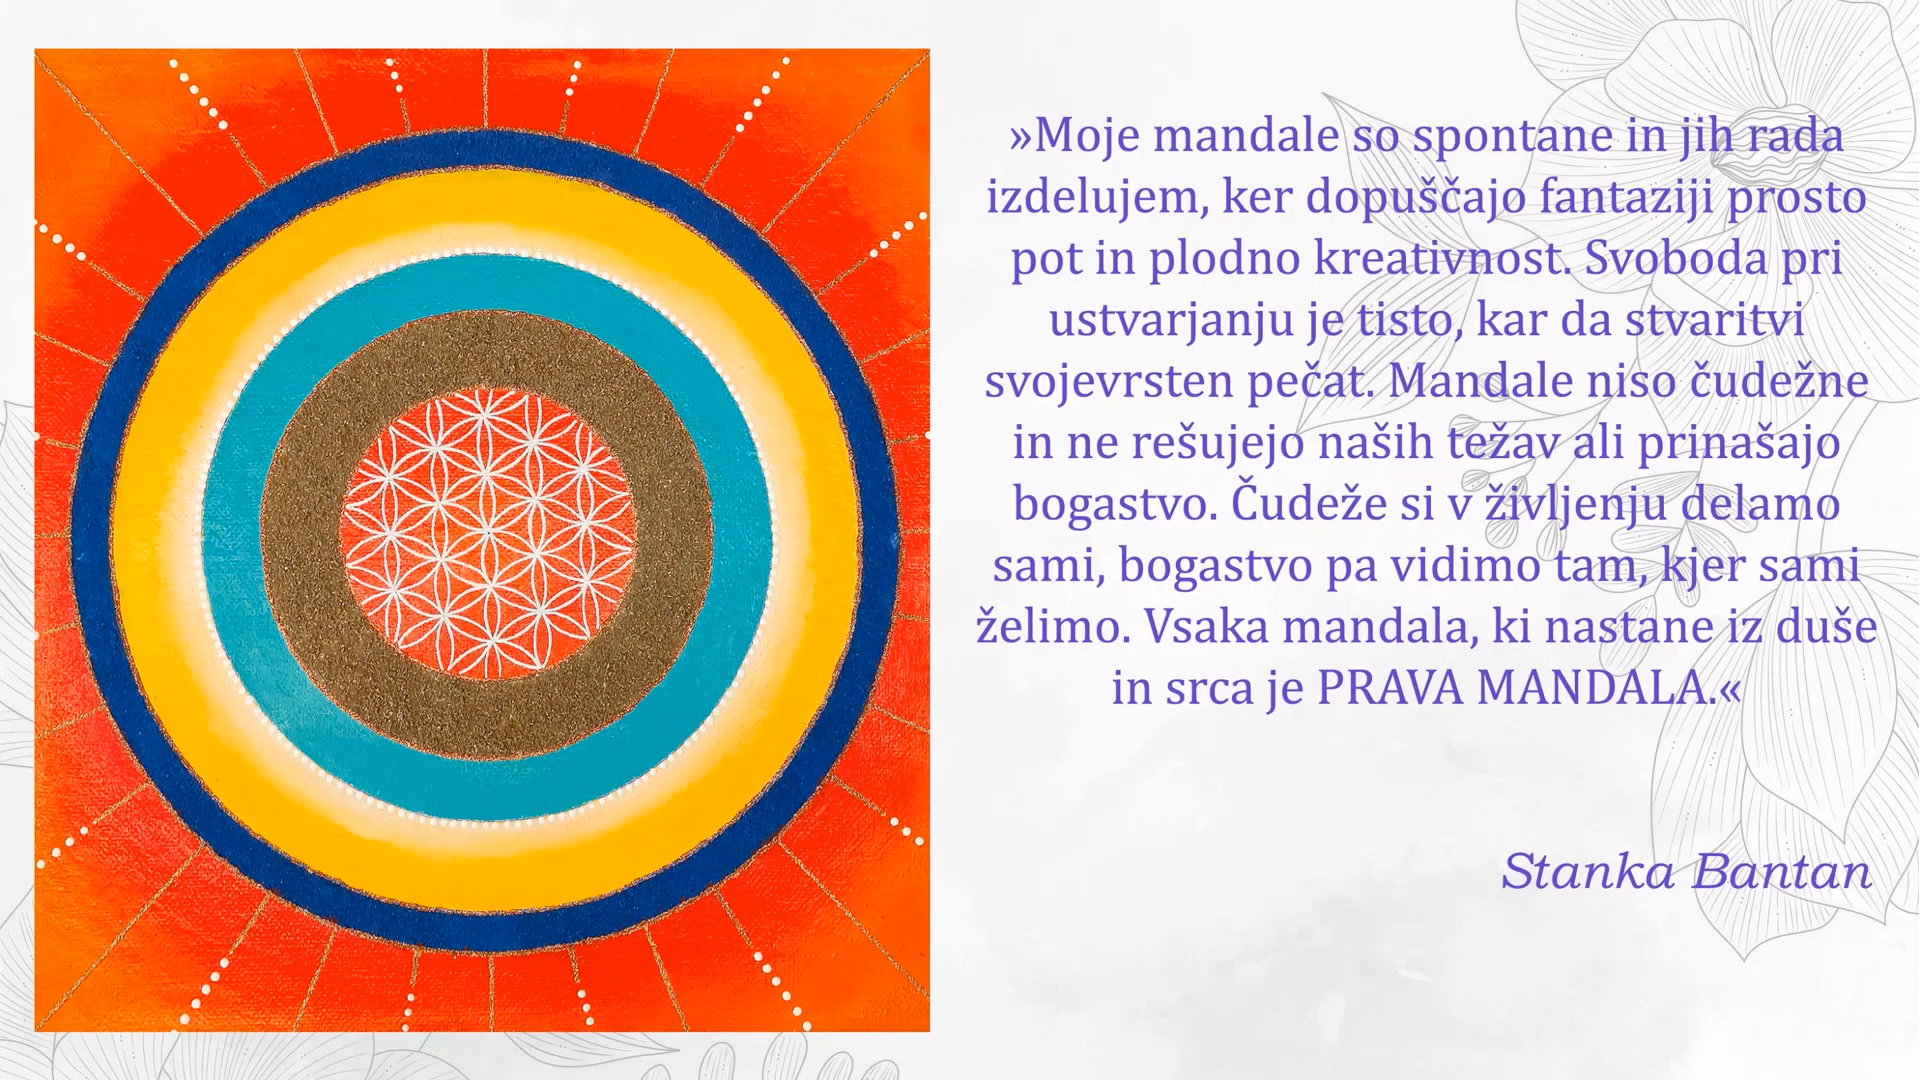 »Moje mandale so spontane in jih rada
izdelujem, ker dopuščajo fantaziji prosto
pot in plodno kreativnost. Svoboda pri
ustvarjanju je tisto, kar da stvaritvi
svojevrsten pečat. Mandale niso čudežne
in ne rešujejo naših težav ali prinašajo
bogastvo. Čudeže si v življenju delamo
sami, bogastvo pa vidimo tam, kjer sami
želimo. Vsaka mandala, ki nastane iz duše
in srca je PRAVA MANDALA.«
Stanka Bantan